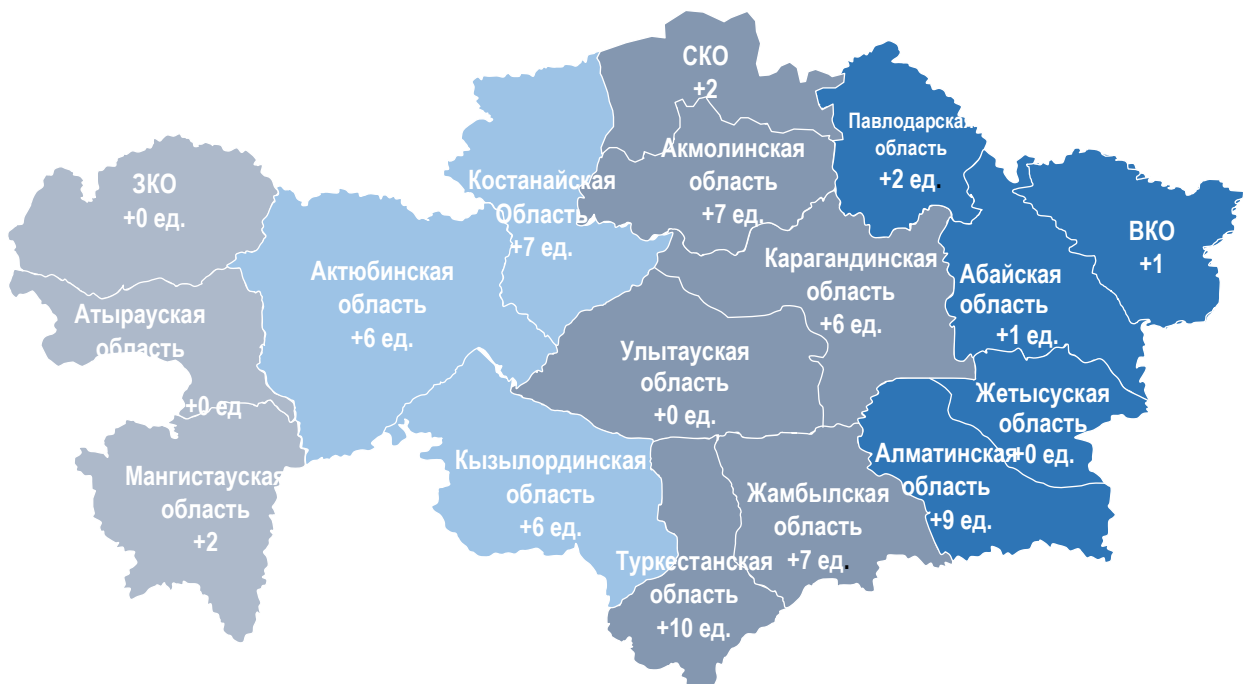 СКО
+2
Павлодарская
область
+2 ед.
Акмолинская
область
+7 ед.
ЗКО
+0 ед.
Костанайская
Область
+7 ед.
ВКО
+1
Карагандинская
область
+6 ед.
Актюбинская
область
+6 ед.
Абайская
область
+1 ед.
Атырауская
область
+0 ед
Улытауская
область
+0 ед.
Жетысуская
область
+0 ед.
Мангистауская
область
+2
Кызылординская
область
+6 ед.
Алматинская
область
+9 ед.
Жамбылская
область
+7 ед.
Туркестанская
область
+10 ед.